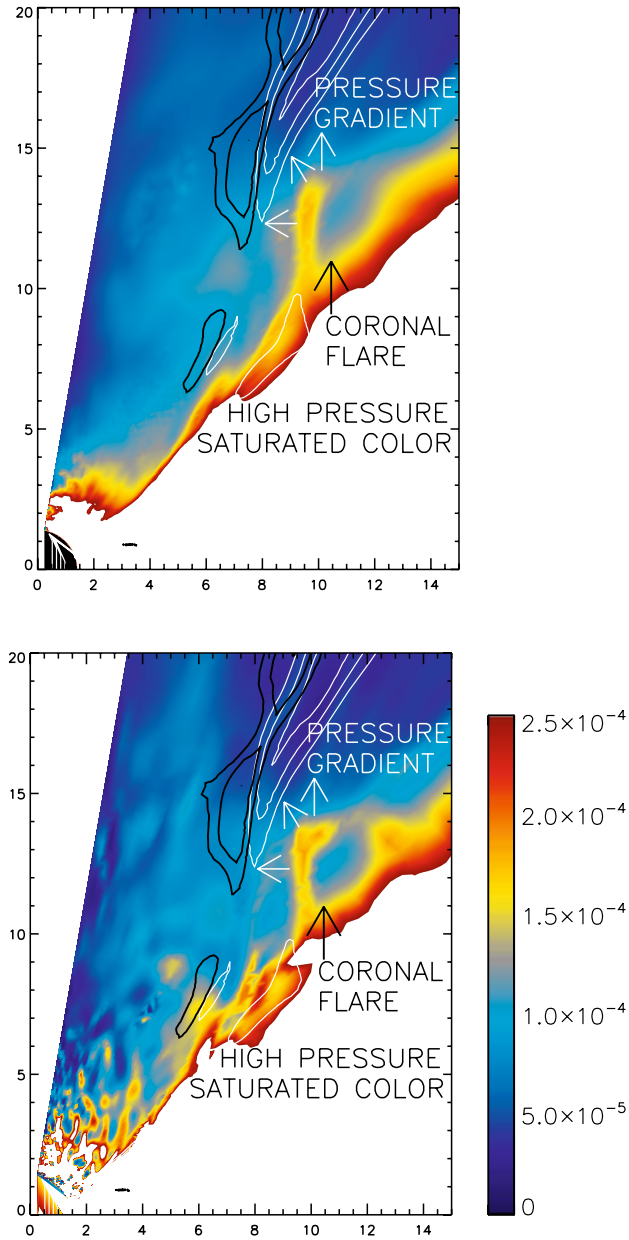 20
PRESSURE
GRADIENT
15
10
CORONAL
FLARE
HIGH PRESSURE
SATURATED COLOR
5
0
0 2 4 6 8 10 12 14
20
PRESSURE
GRADIENT
15
10
CORONAL
FLARE
HIGH PRESSURE
SATURATED COLOR
5
0
0 2 4 6 8 10 12 14
2.5×10⁻⁴
2.0×10⁻⁴
1.5×10⁻⁴
1.0×10⁻⁴
5.0×10⁻⁵
0